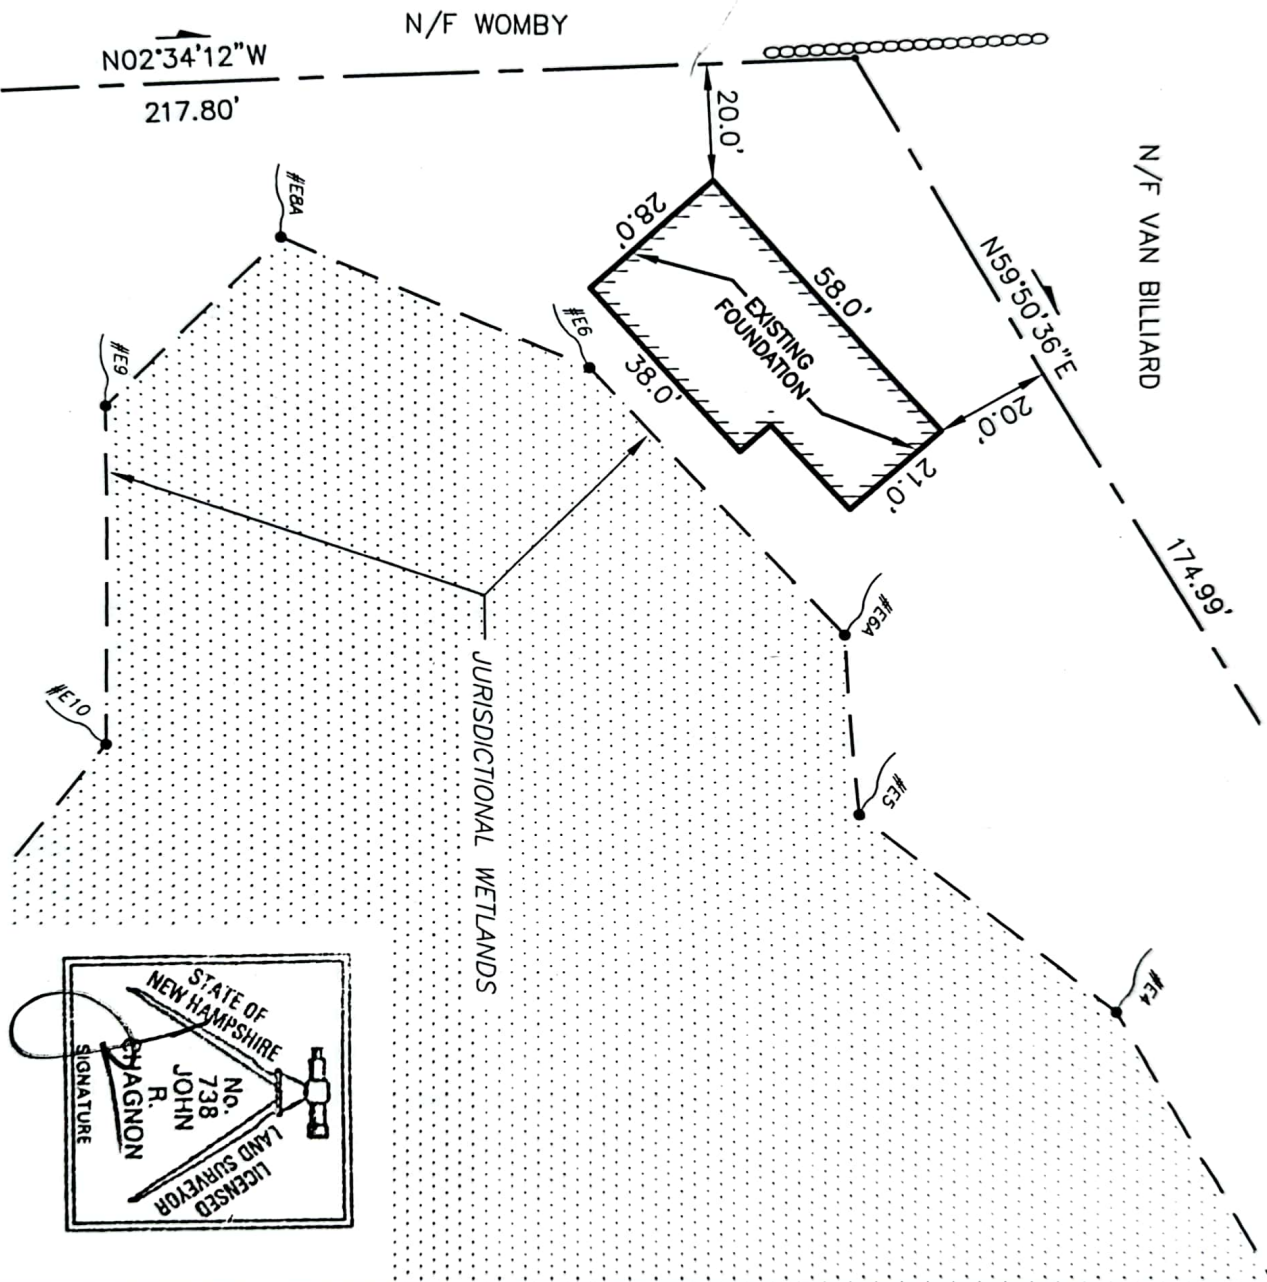 N/F WOMBY
N02°34'12"W
217.80'
20.0'
N/F VAN BILLIARD
N59°50'36"E
174.99'
20.0'
28.0'
58.0'
EXISTING
FOUNDATION
38.0'
21.0'
#E8A
#E6
#E9
#E6A
#E10
#E5
#E4
JURISDICTIONAL WETLANDS
STATE OF
NEW HAMPSHIRE
No.
738
JOHN
R.
CHAGNON
LICENSED
LAND SURVEYOR
SIGNATURE